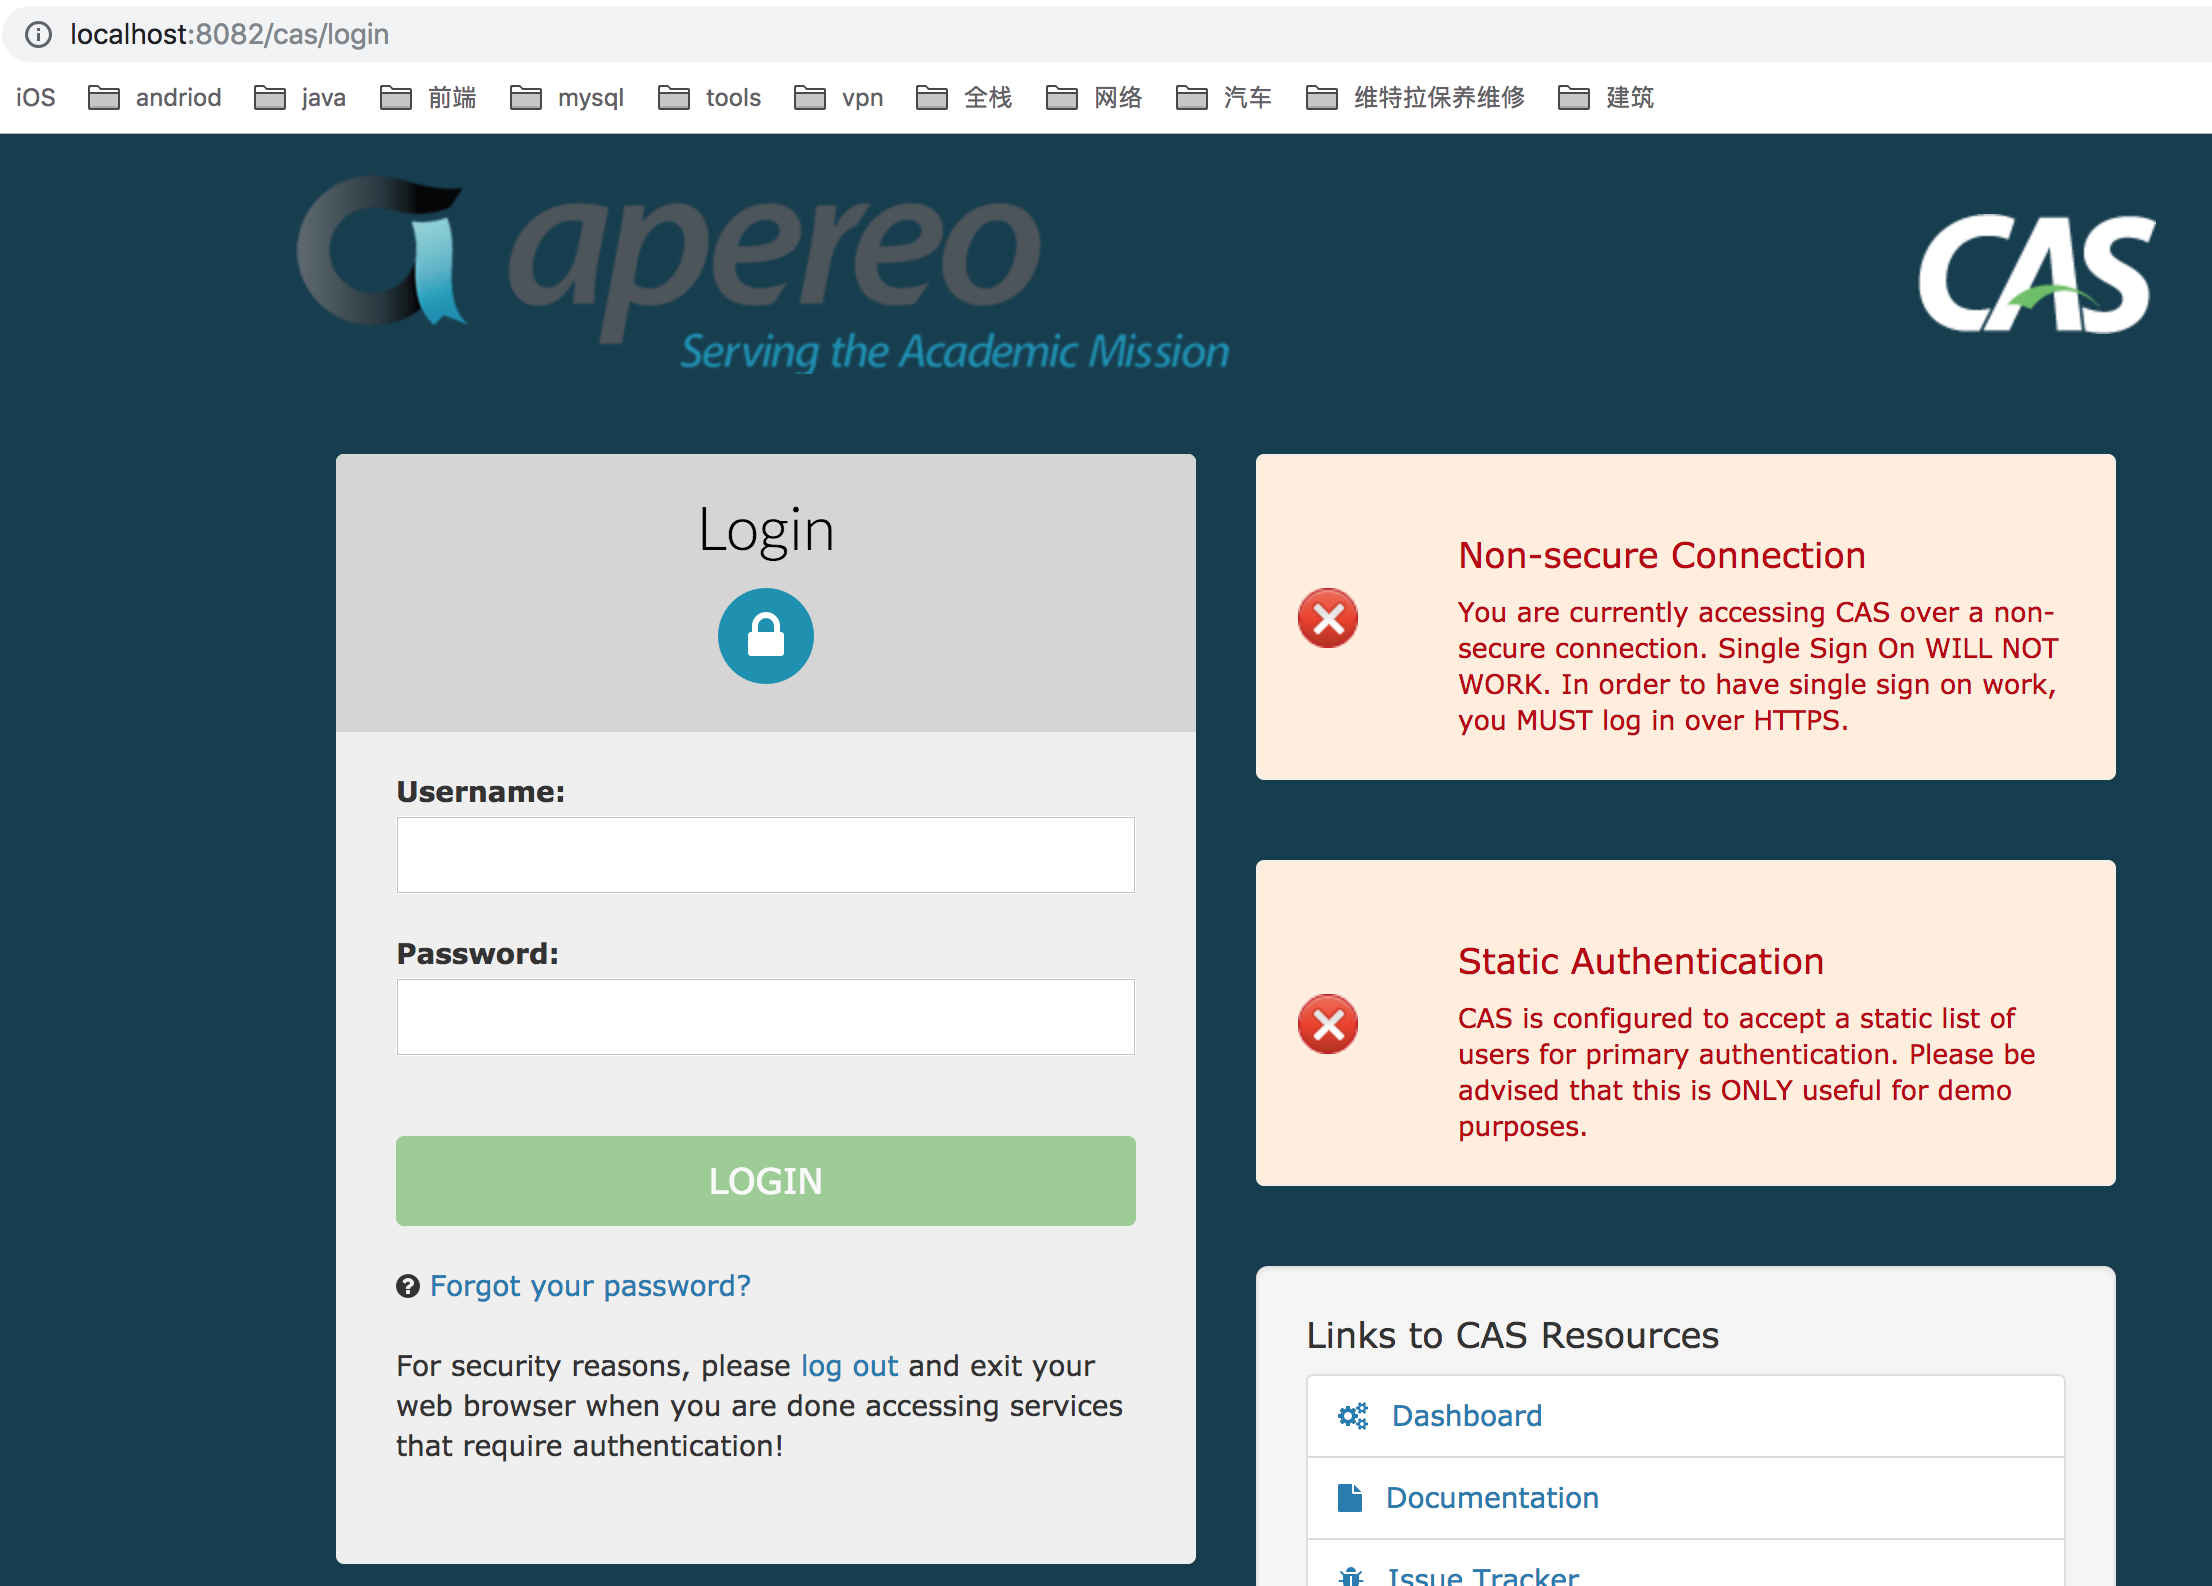 localhost:8082/cas/login
iOS andriod java 前端 mysql tools vpn 全栈 网络 汽车 维特拉保养维修 建筑
apereo
Serving the Academic Mission
CAS
Login
Username:
Password:
LOGIN
Forgot your password?
For security reasons, please log out and exit your
web browser when you are done accessing services
that require authentication!
Non-secure Connection
You are currently accessing CAS over a non-
secure connection. Single Sign On WILL NOT
WORK. In order to have single sign on work,
you MUST log in over HTTPS.
Static Authentication
CAS is configured to accept a static list of
users for primary authentication. Please be
advised that this is ONLY useful for demo
purposes.
Links to CAS Resources
Dashboard
Documentation
Issue Tracker